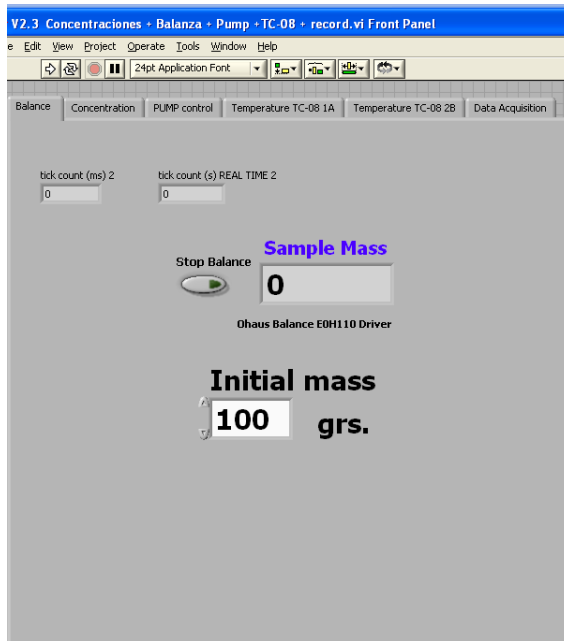 V2.3 Concentraciones + Balanza + Pump +TC-08 + record.vi Front Panel
e Edit View Project Operate Tools Window Help
24pt Application Font
Balance Concentration PUMP control Temperature TC-08 1A Temperature TC-08 2B Data Acquisition
tick count (ms) 2 tick count (s) REAL TIME 2
0 0
Sample Mass
Stop Balance
0
Ohaus Balance E0H110 Driver
Initial mass
100 grs.